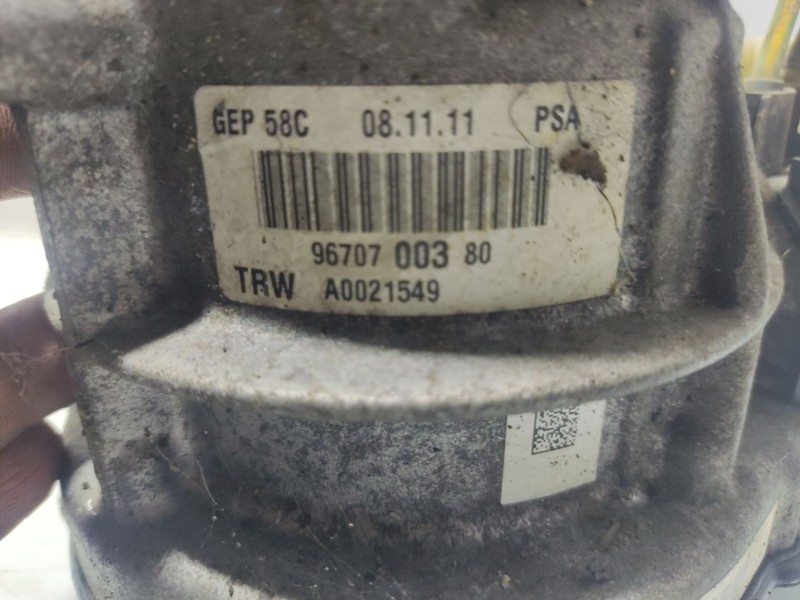 GEP 58C 08.11.11 PSA
96707 003 80
TRW A0021549